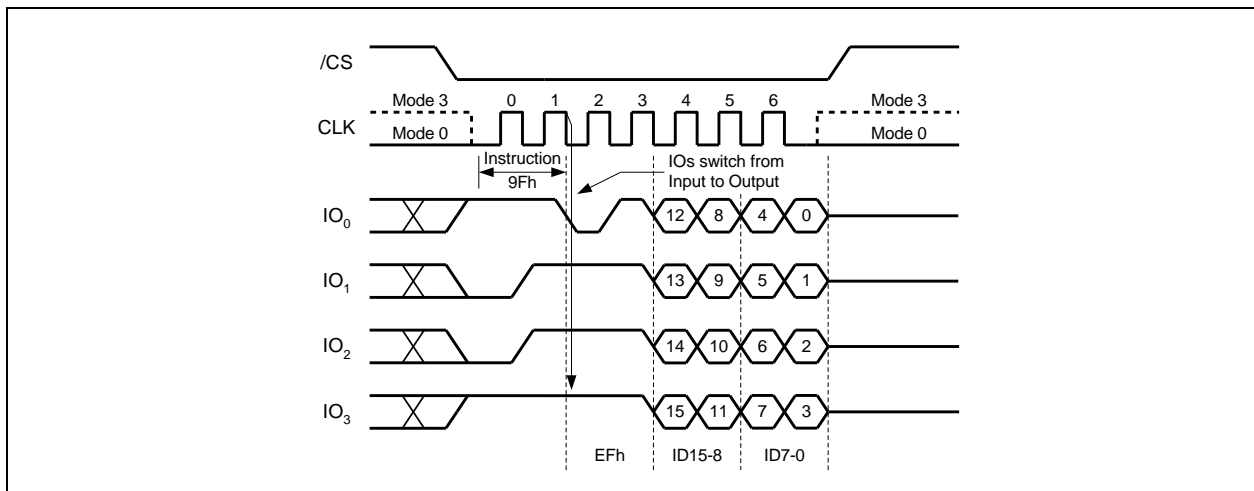 /CS
Mode 3
0 1 2 3 4 5 6
Mode 3
CLK
Mode 0
Mode 0
Instruction
9Fh
IOs switch from
Input to Output
IO0
12 8 4 0
IO1
13 9 5 1
IO2
14 10 6 2
IO3
15 11 7 3
EFh
ID15-8
ID7-0